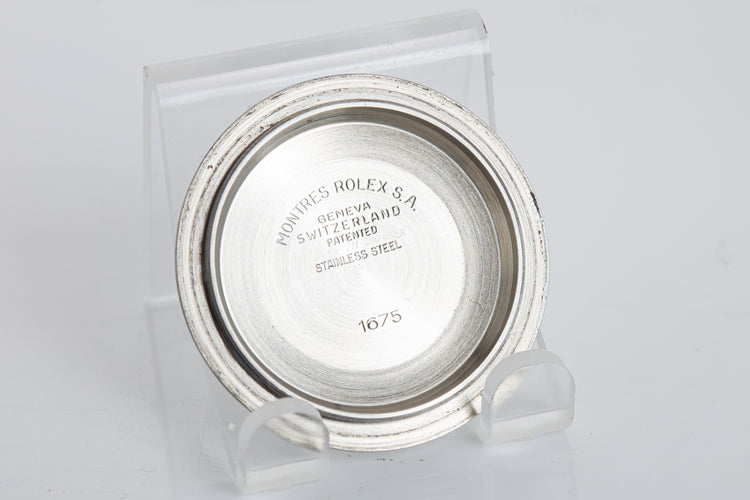 MONTRES ROLEX S.A.
GENEVA
SWITZERLAND
PATENTED
STAINLESS STEEL
1675